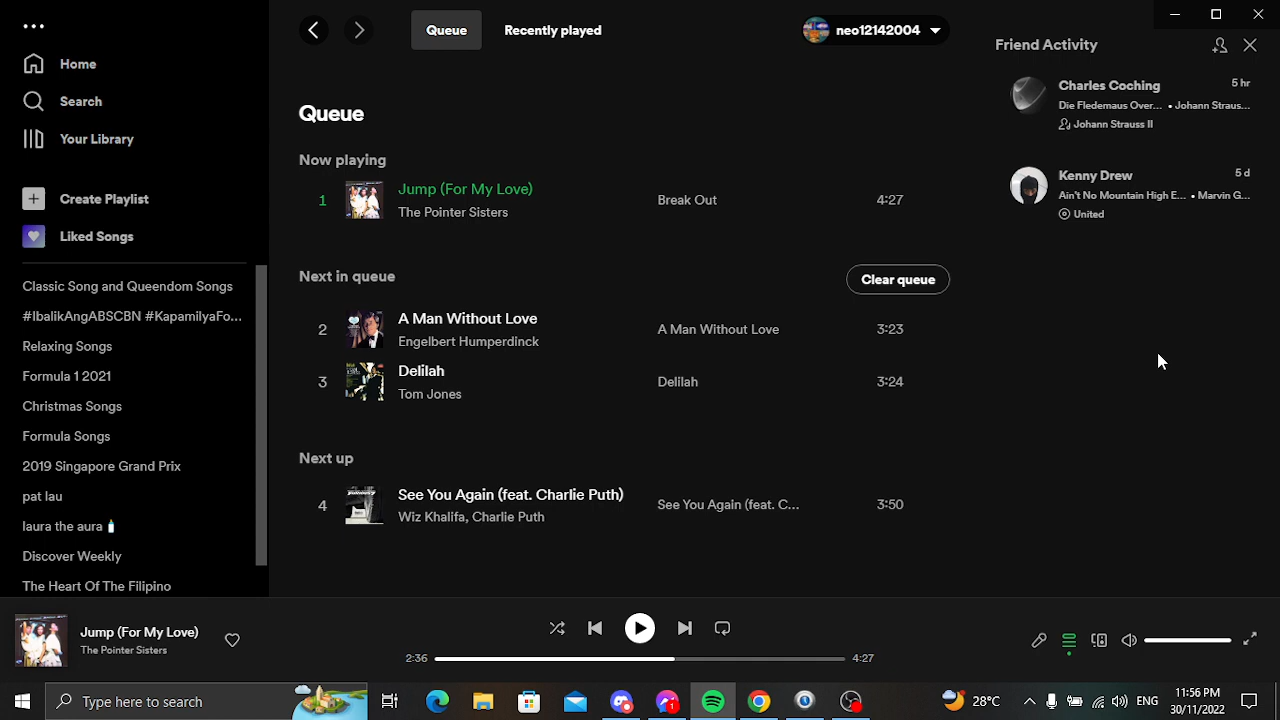 Home
Search
Your Library
Create Playlist
Liked Songs
Classic Song and Queendom Songs
#IbalikAngABSCBN #KapamilyaFo...
Relaxing Songs
Formula 1 2021
Christmas Songs
Formula Songs
2019 Singapore Grand Prix
pat lau
laura the aura
Discover Weekly
The Heart Of The Filipino
Queue
Recently played
neo12142004
Queue
Now playing
1 Jump (For My Love) Break Out 4:27
The Pointer Sisters
Next in queue
Clear queue
2 A Man Without Love A Man Without Love 3:23
Engelbert Humperdinck
3 Delilah Delilah 3:24
Tom Jones
Next up
4 See You Again (feat. Charlie Puth) See You Again (feat. C... 3:50
Wiz Khalifa, Charlie Puth
Friend Activity
Charles Coching 5 hr
Die Fledemaus Over... • Johann Straus...
Johann Strauss II
Kenny Drew 5 d
Ain't No Mountain High E... • Marvin G...
United
Jump (For My Love)
The Pointer Sisters
2:36 4:27
Type here to search
1
28°C
ENG
11:56 PM
30/11/2022